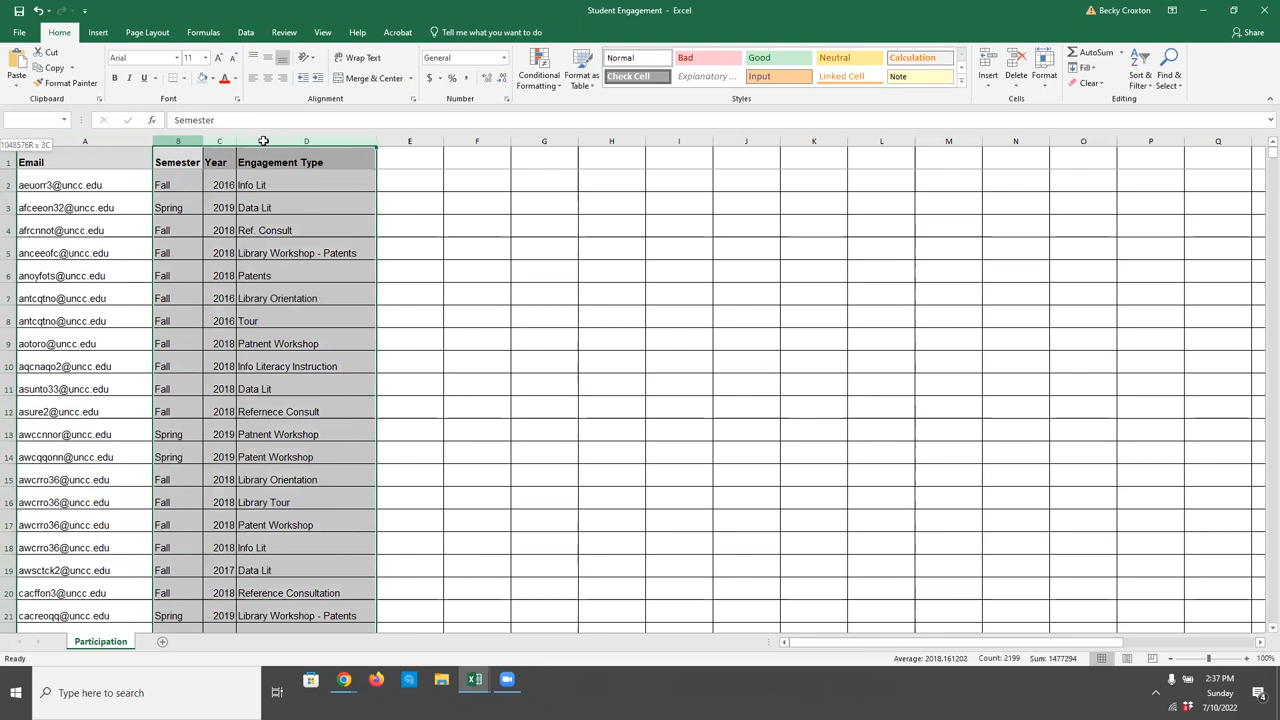 Student Engagement - Excel
Becky Croxton
File Home Insert Draw Page Layout Formulas Data Review View Help Acrobat Tell me what you want to do Share
Paste Cut Copy Format Painter
Arial 11
B I U
Wrap Text
Merge & Center
General
$ % ,
Conditional Formatting
Format as Table
Normal Bad Good Neutral Calculation
Check Cell Explanatory ... Input Linked Cell Note
Insert Delete Format
AutoSum Fill Clear
Sort & Filter
Find & Select
Clipboard Font Alignment Number Styles Cells Editing
Semester
1048576R x 3C
A B C D E F G H I J K L M N O P Q
1 Email Semester Year Engagement Type
2 aeuorr3@uncc.edu Fall 2016 Info Lit
3 afceeon32@uncc.edu Spring 2019 Data Lit
4 afrcnnot@uncc.edu Fall 2018 Ref. Consult
5 anceeofc@uncc.edu Fall 2018 Library Workshop - Patents
6 anoyfots@uncc.edu Fall 2018 Patents
7 antcqtno@uncc.edu Fall 2016 Library Orientation
8 antcqtno@uncc.edu Fall 2016 Tour
9 aotoro@uncc.edu Fall 2018 Patnent Workshop
10 aqcnaqo2@uncc.edu Fall 2018 Info Literacy Instruction
11 asunto33@uncc.edu Fall 2018 Data Lit
12 asure2@uncc.edu Fall 2018 Refernece Consult
13 awccnnor@uncc.edu Spring 2019 Patnent Workshop
14 awcqqonn@uncc.edu Spring 2019 Patent Workshop
15 awcrro36@uncc.edu Fall 2018 Library Orientation
16 awcrro36@uncc.edu Fall 2018 Library Tour
17 awcrro36@uncc.edu Fall 2018 Patent Workshop
18 awcrro36@uncc.edu Fall 2018 Info Lit
19 awsctck2@uncc.edu Fall 2017 Data Lit
20 cacffon3@uncc.edu Fall 2018 Reference Consultation
21 cacreoqq@uncc.edu Spring 2019 Library Workshop - Patents
Participation
Ready Average: 2018.161202 Count: 2199 Sum: 1477294 100%
Type here to search
2:37 PM
Sunday
7/10/2022
4